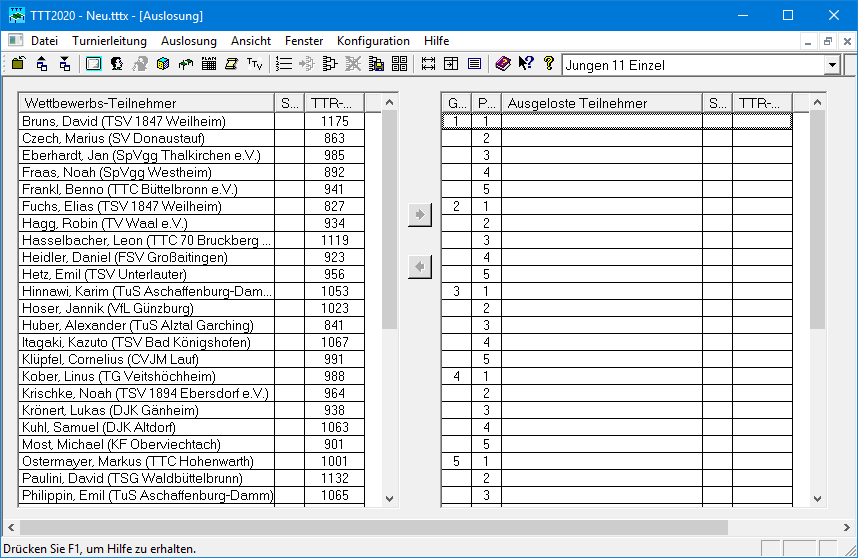 TTT2020 - Neu.tttx - [Auslosung]
Datei Turnierleitung Auslosung Ansicht Fenster Konfiguration Hilfe
Jungen 11 Einzel
Wettbewerbs-Teilnehmer S... TTR-... G... P... Ausgeloste Teilnehmer S... TTR-...
Bruns, David (TSV 1847 Weilheim) 1175 1 1
Czech, Marius (SV Donaustauf) 863 2
Eberhardt, Jan (SpVgg Thalkirchen e.V.) 985 3
Fraas, Noah (SpVgg Westheim) 892 4
Frankl, Benno (TTC Büttelbronn e.V.) 941 5
Fuchs, Elias (TSV 1847 Weilheim) 827 2 1
Hagg, Robin (TV Waal e.V.) 934 2
Hasselbacher, Leon (TTC 70 Bruckberg ... 1119 3
Heidler, Daniel (FSV Großaitingen) 923 4
Hetz, Emil (TSV Unterlauter) 956 5
Hinnawi, Karim (TuS Aschaffenburg-Dam... 1053 3 1
Hoser, Jannik (VfL Günzburg) 1023 2
Huber, Alexander (TuS Alztal Garching) 841 3
Itagaki, Kazuto (TSV Bad Königshofen) 1067 4
Klüpfel, Cornelius (CVJM Lauf) 991 5
Kober, Linus (TG Veitshöchheim) 988 4 1
Krischke, Noah (TSV 1894 Ebersdorf e.V.) 964 2
Krönert, Lukas (DJK Gänheim) 938 3
Kuhl, Samuel (DJK Altdorf) 1063 4
Most, Michael (KF Oberviechtach) 901 5
Ostermayer, Markus (TTC Hohenwarth) 1001 5 1
Paulini, David (TSG Waldbüttelbrunn) 1132 2
Philippin, Emil (TuS Aschaffenburg-Damm) 1065 3
Drücken Sie F1, um Hilfe zu erhalten.